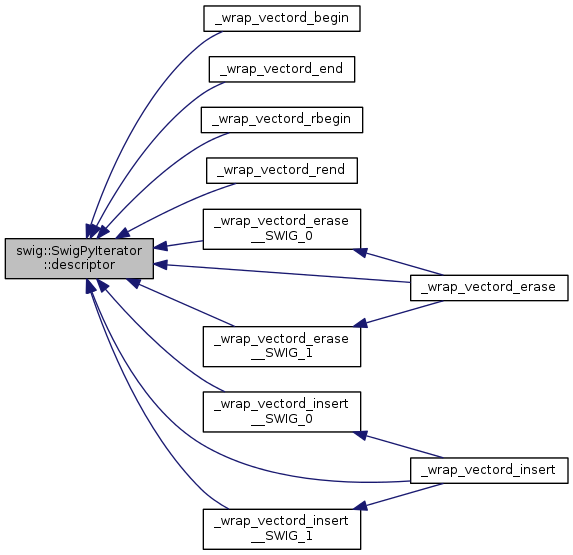 _wrap_vectord_begin
_wrap_vectord_end
_wrap_vectord_rbegin
_wrap_vectord_rend
_wrap_vectord_erase
__SWIG_0
swig::SwigPyIterator
::descriptor
_wrap_vectord_erase
_wrap_vectord_erase
__SWIG_1
_wrap_vectord_insert
__SWIG_0
_wrap_vectord_insert
_wrap_vectord_insert
__SWIG_1